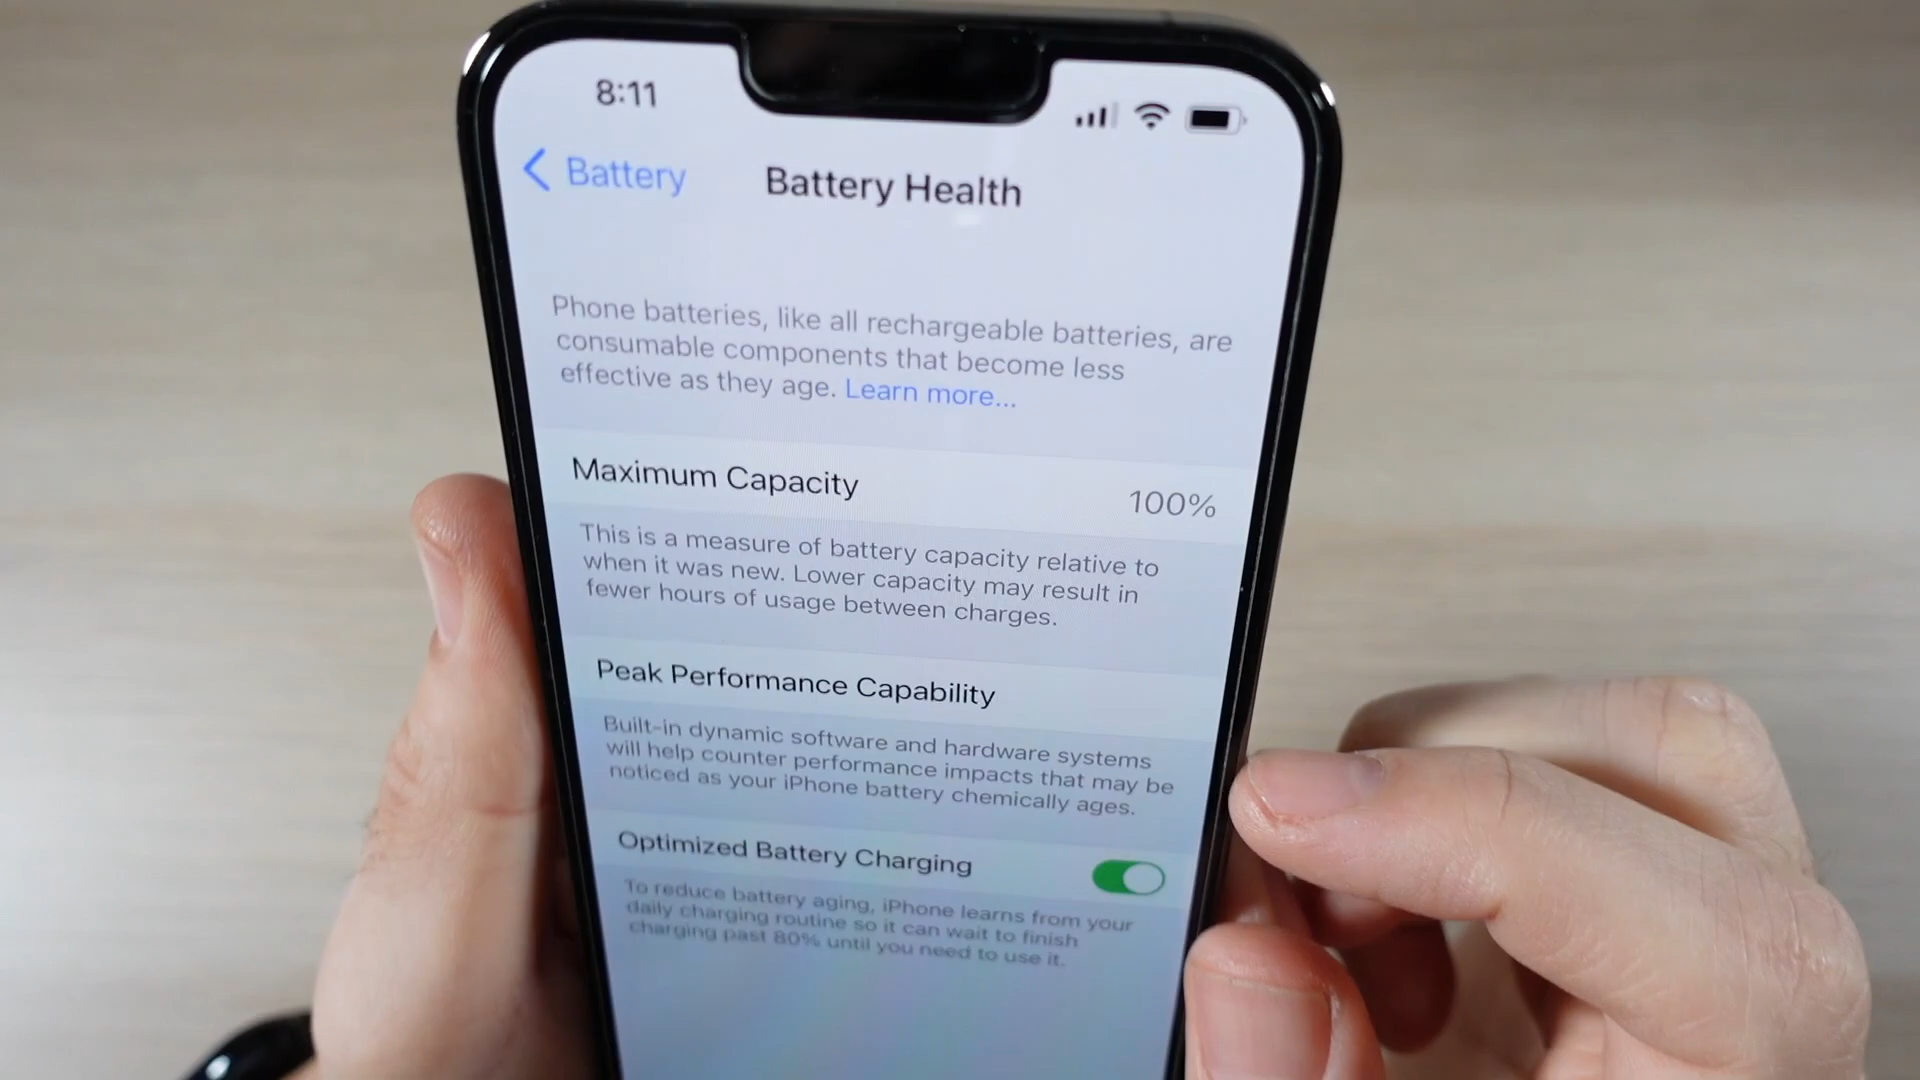 8:11
Battery
Battery Health
Phone batteries, like all rechargeable batteries, are
consumable components that become less
effective as they age. Learn more...
Maximum Capacity 100%
This is a measure of battery capacity relative to
when it was new. Lower capacity may result in
fewer hours of usage between charges.
Peak Performance Capability
Built-in dynamic software and hardware systems
will help counter performance impacts that may be
noticed as your iPhone battery chemically ages.
Optimized Battery Charging
To reduce battery aging, iPhone learns from your
daily charging routine so it can wait to finish
charging past 80% until you need to use it.